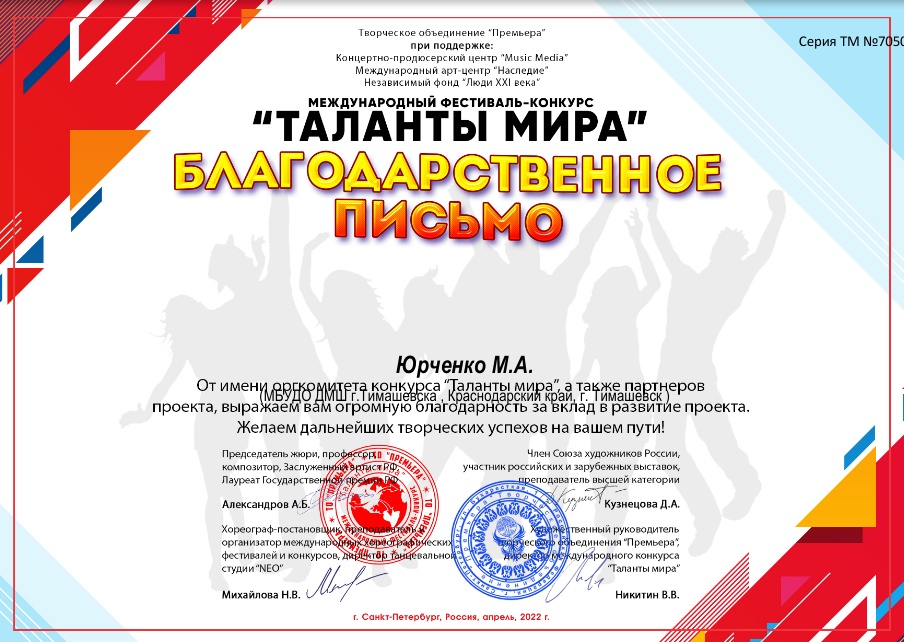 Творческое объединение "Премьера"
при поддержке:
Концертно-продюсерский центр "Music Media"
Международный арт-центр "Наследие"
Независимый фонд "Люди XXI века"
Серия ТМ №7050
МЕЖДУНАРОДНЫЙ ФЕСТИВАЛЬ-КОНКУРС
"ТАЛАНТЫ МИРА"
БЛАГОДАРСТВЕННОЕ
ПИСЬМО
Юрченко М.А.
От имени оргкомитета конкурса "Таланты мира", а также партнеров
(МБУДО ДМШ г.Тимашевска , Краснодарский край, г. Тимашевск )
проекта, выражаем вам огромную благодарность за вклад в развитие проекта.
Желаем дальнейших творческих успехов на вашем пути!
Председатель жюри, профессор,
композитор, Заслуженный артист РФ
Лауреат Государственной премии РФ
Александров А.Б.
Член Союза художников России,
участник российских и зарубежных выставок,
преподаватель высшей категории
Кузнецова Д.А.
Хореограф-постановщик, преподаватель и
организатор международных хореографических
фестивалей и конкурсов, директор танцевальной
студии "NEO"
Михайлова Н.В.
Художественный руководитель
творческого объединения "Премьера",
директор международного конкурса
"Таланты мира"
Никитин В.В.
ТО "ПРЕМЬЕРА"
г. Санкт-Петербург, Россия, апрель, 2022 г.